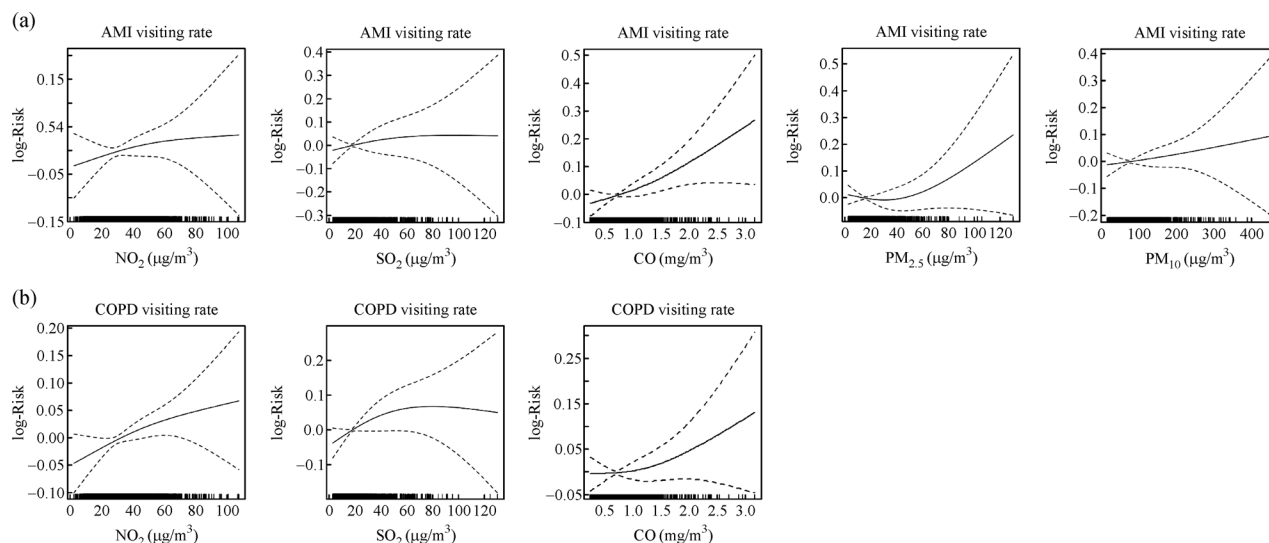 (a)
AMI visiting rate
log-Risk
0.15
0.54
−0.05
−0.15
0 20 40 60 80 100
NO2 (μg/m3)
AMI visiting rate
log-Risk
0.4
0.3
0.2
0.1
0.0
−0.1
−0.2
−0.3
0 20 40 60 80 100 120
SO2 (μg/m3)
AMI visiting rate
log-Risk
0.5
0.4
0.3
0.2
0.1
0.0
−0.1
0.5 1.0 1.5 2.0 2.5 3.0
CO (mg/m3)
AMI visiting rate
log-Risk
0.5
0.4
0.3
0.2
0.1
0.0
0 20 40 60 80 100 120
PM2.5 (μg/m3)
AMI visiting rate
log-Risk
0.4
0.3
0.2
0.1
0.0
−0.1
−0.2
0 100 200 300 400
PM10 (μg/m3)
(b)
COPD visiting rate
log-Risk
0.20
0.15
0.10
0.05
0.00
−0.05
−0.10
0 20 40 60 80 100
NO2 (μg/m3)
COPD visiting rate
log-Risk
0.2
0.1
0.0
−0.1
0 20 40 60 80 100 120
SO2 (μg/m3)
COPD visiting rate
log-Risk
0.25
0.15
0.05
−0.05
0.5 1.0 1.5 2.0 2.5 3.0
CO (mg/m3)